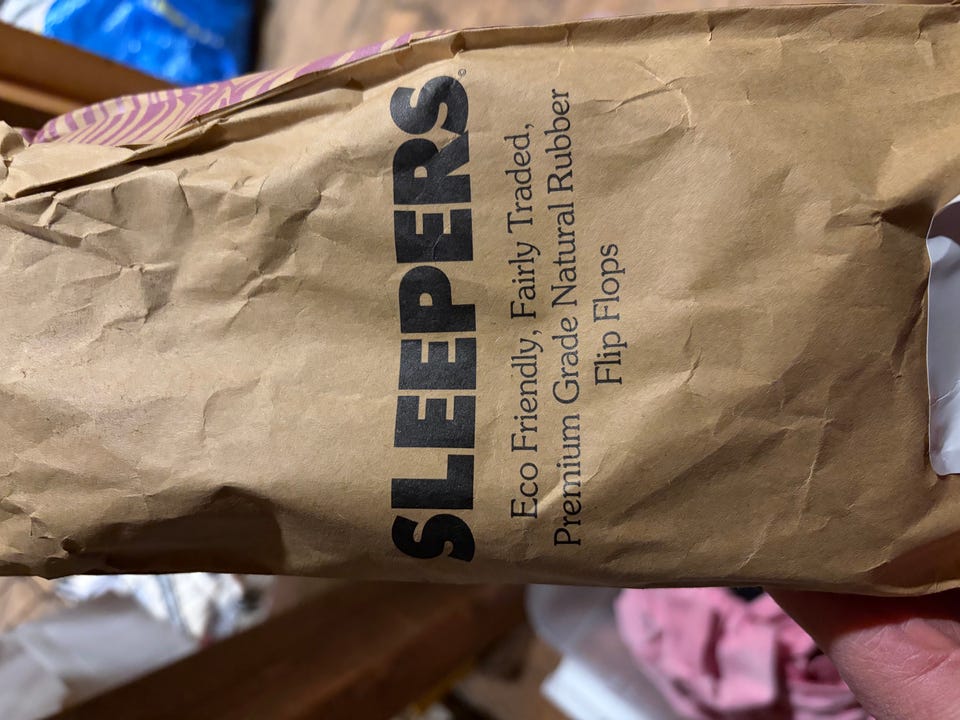 SLEEPERS®
Eco Friendly, Fairly Traded,
Premium Grade Natural Rubber
Flip Flops